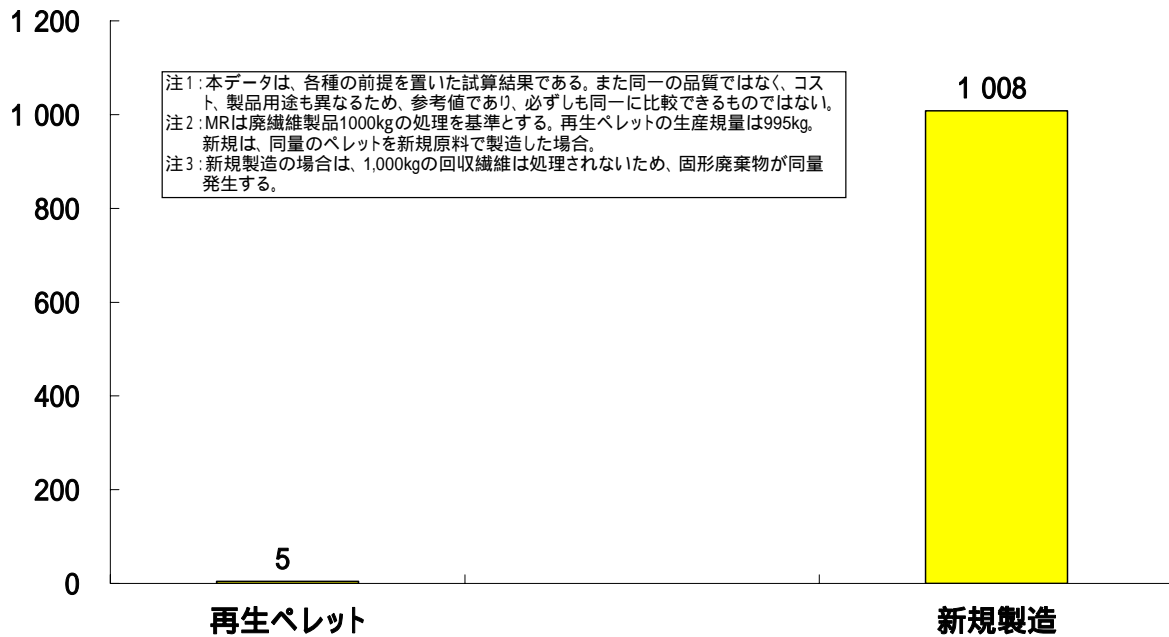 1 200
注1:本データは、各種の前提を置いた試算結果である。また同一の品質ではなく、コス
ト、製品用途も異なるため、参考値であり、必ずしも同一に比較できるものではない。
注2:MRは廃繊維製品1000kgの処理を基準とする。再生ペレットの生産規量は995kg。
新規は、同量のペレットを新規原料で製造した場合。
注3:新規製造の場合は、1,000kgの回収繊維は処理されないため、固形廃棄物が同量
発生する。
1 008
1 000
800
600
400
200
5
0
再生ペレット
新規製造